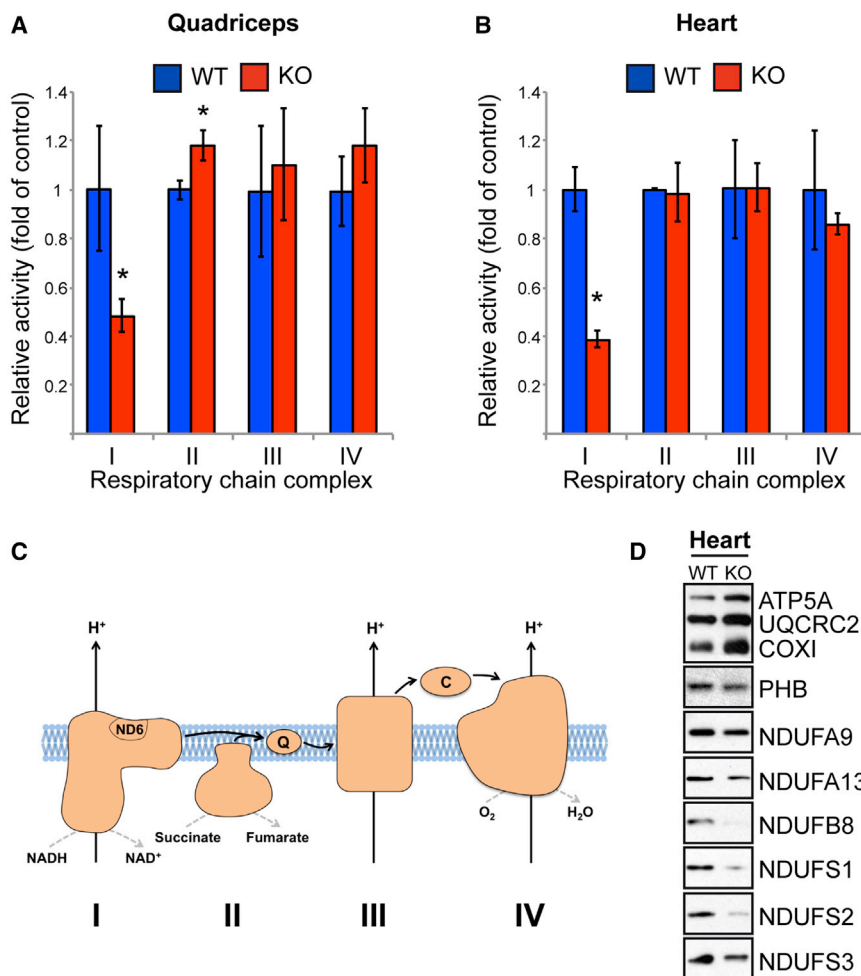 A
Quadriceps
WT KO
Relative activity (fold of control)
1.4
1.2
1
0.8
0.6
0.4
0.2
*
*
I II III IV
Respiratory chain complex
B
Heart
WT KO
Relative activity (fold of control)
1.4
1.2
1
0.8
0.6
0.4
0.2
*
I II III IV
Respiratory chain complex
C
H+ H+ H+
ND6
Q
C
NADH
NAD+
Succinate
Fumarate
O2
H2O
I II III IV
D
Heart
WT KO
ATP5A
UQCRC2
COXI
PHB
NDUFA9
NDUFA13
NDUFB8
NDUFS1
NDUFS2
NDUFS3